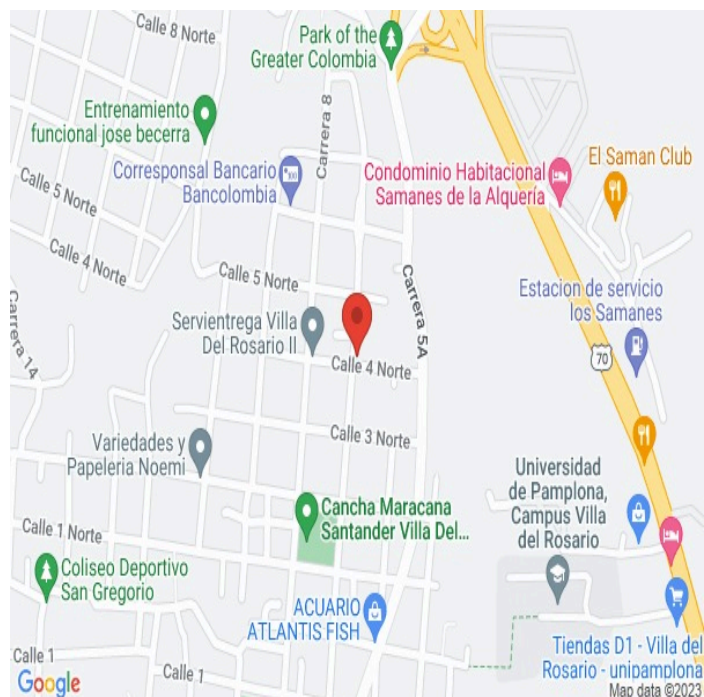 Calle 8 Norte
Park of the
Greater Colombia
Entrenamiento
funcional jose becerra
Carrera 8
Corresponsal Bancario
Bancolombia
Condominio Habitacional
Samanes de la Alquería
El Saman Club
Calle 5 Norte
Calle 4 Norte
Calle 5 Norte
Carrera 5A
Estacion de servicio
los Samanes
Carrera 14
Servientrega Villa
Del Rosario II
Calle 4 Norte
70
Calle 3 Norte
Variedades y
Papeleria Noemi
Universidad
de Pamplona,
Campus Villa
del Rosario
Cancha Maracana
Santander Villa Del...
Calle 1 Norte
Coliseo Deportivo
San Gregorio
ACUARIO
ATLANTIS FISH
Calle 1
Calle 1
Tiendas D1 - Villa del
Rosario - unipamplona
Google
Map data ©2023